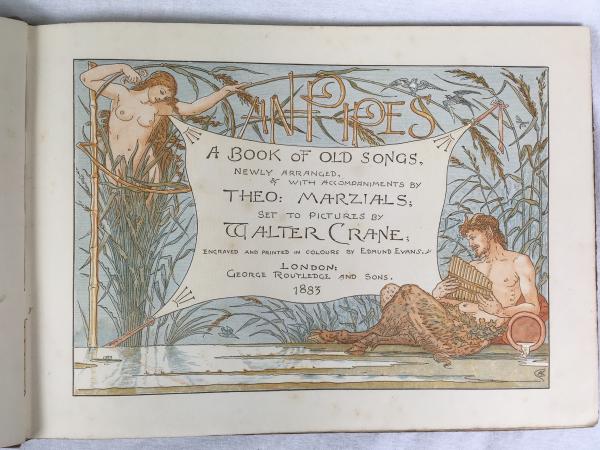 PAN PIPES
A BOOK OF OLD SONGS,
NEWLY ARRANGED,
& WITH ACCOMPANIMENTS BY
THEO: MARZIALS;
SET TO PICTURES BY
WALTER CRANE;
ENGRAVED AND PRINTED IN COLOURS BY EDMUND EVANS.
LONDON:
GEORGE ROUTLEDGE AND SONS.
1883